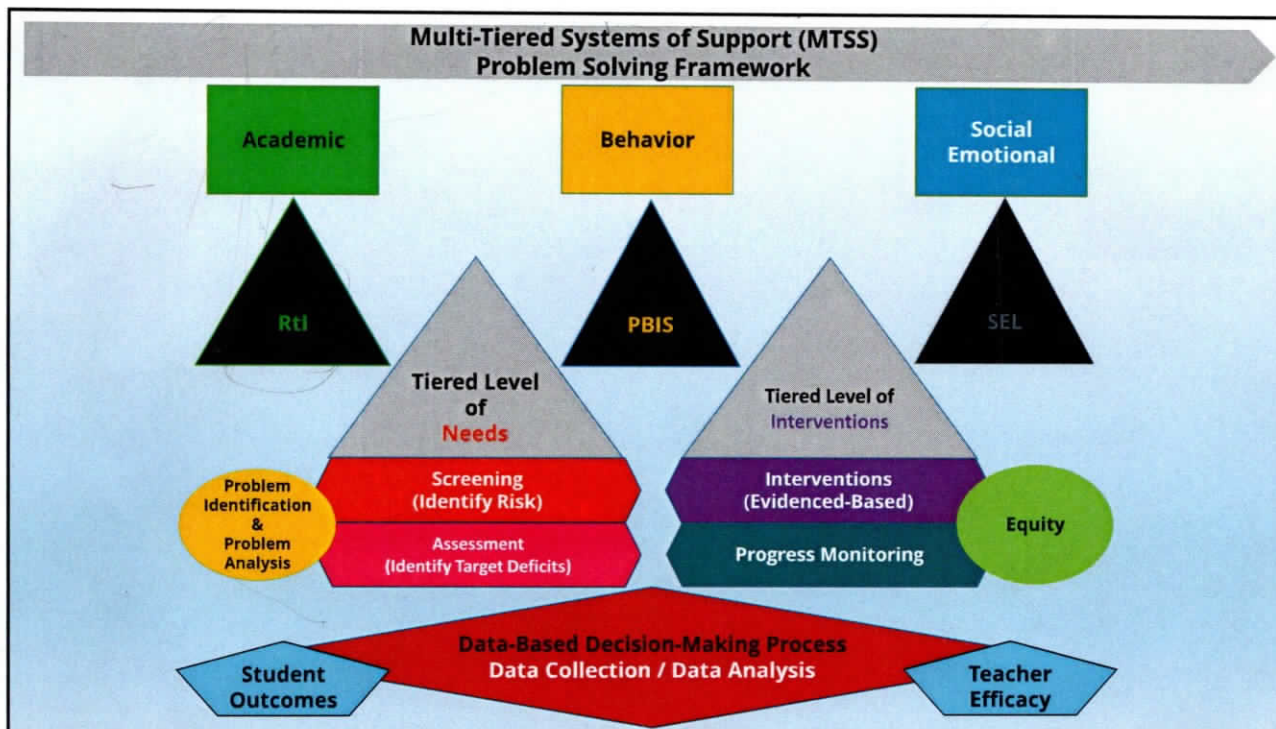 Multi-Tiered Systems of Support (MTSS)
Problem Solving Framework
Academic
Behavior
Social
Emotional
RtI
PBIS
SEL
Tiered Level
of
Needs
Tiered Level of
Interventions
Screening
(Identify Risk)
Interventions
(Evidenced-Based)
Problem
Identification
&
Problem
Analysis
Equity
Assessment
(Identify Target Deficits)
Progress Monitoring
Data-Based Decision-Making Process
Data Collection / Data Analysis
Student
Outcomes
Teacher
Efficacy